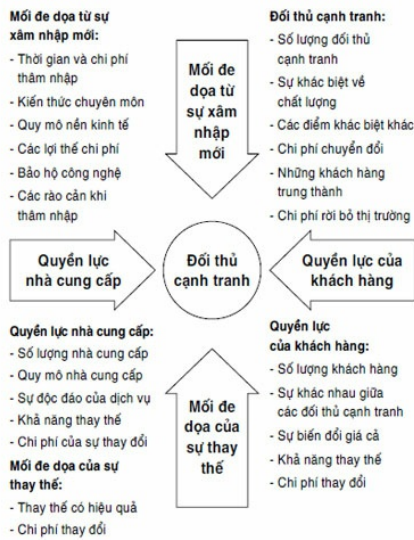 Mối đe dọa từ sự
xâm nhập mới:
- Thời gian và chi phí
thâm nhập
- Kiến thức chuyên môn
- Quy mô nền kinh tế
- Các lợi thế chi phí
- Bảo hộ công nghệ
- Các rào cản khi
thâm nhập
Mối đe
dọa từ
sự xâm
nhập
mới
Đối thủ cạnh tranh:
- Số lượng đối thủ
cạnh tranh
- Sự khác biệt về
chất lượng
- Các điểm khác biệt khác
- Chi phí chuyển đổi
- Những khách hàng
trung thành
- Chi phí rời bỏ thị trường
Quyền lực
nhà cung cấp
Đối thủ
cạnh tranh
Quyền lực của
khách hàng
Quyền lực nhà cung cấp:
- Số lượng nhà cung cấp
- Quy mô nhà cung cấp
- Sự độc đáo của dịch vụ
- Khả năng thay thế
- Chi phí của sự thay đổi
Mối đe dọa của sự
thay thế:
- Thay thế có hiệu quả
- Chi phí thay đổi
Mối đe
dọa của
sự thay
thế
Quyền lực
của khách hàng:
- Số lượng khách hàng
- Sự khác nhau giữa
các đối thủ cạnh tranh
- Sự biến đổi giá cả
- Khả năng thay thế
- Chi phí thay đổi